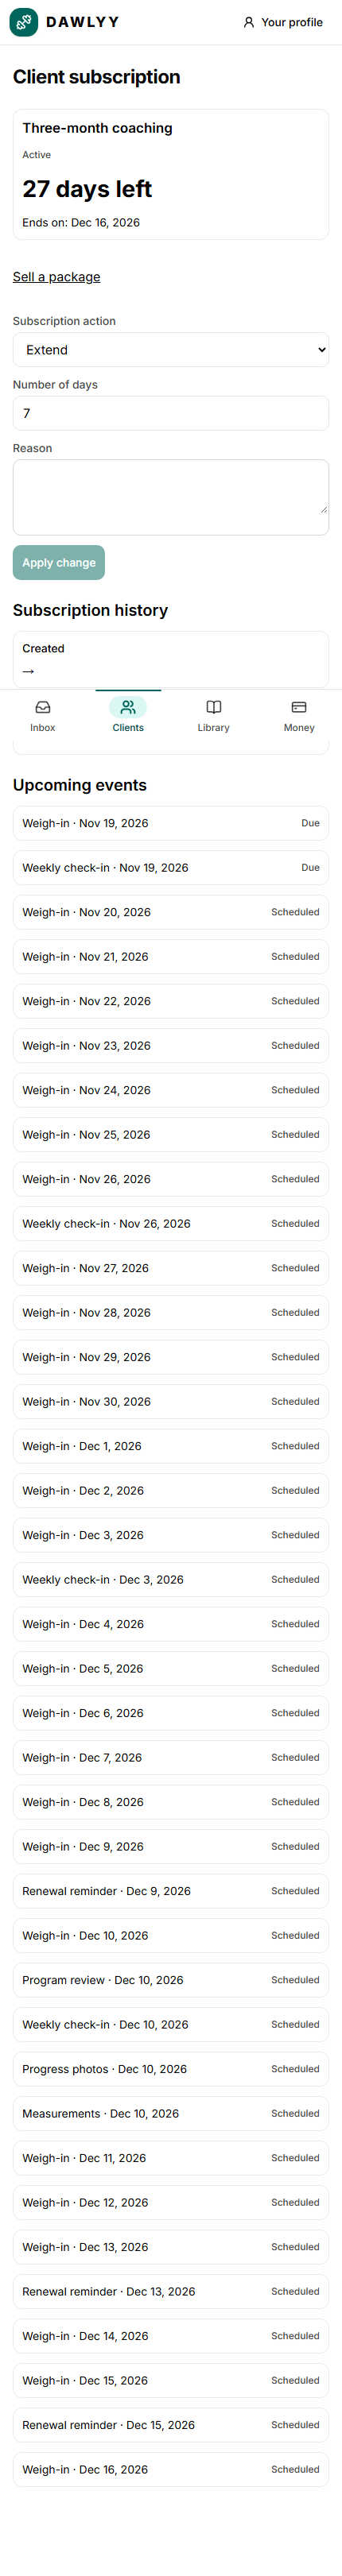 DAWLYY
Your profile
Client subscription
Three-month coaching
Active
27 days left
Ends on: Dec 16, 2026
Sell a package
Subscription action
Extend
Number of days
7
Reason
Apply change
Subscription history
Created
→
Inbox
Clients
Library
Money
Upcoming events
Weigh-in · Nov 19, 2026 Due
Weekly check-in · Nov 19, 2026 Due
Weigh-in · Nov 20, 2026 Scheduled
Weigh-in · Nov 21, 2026 Scheduled
Weigh-in · Nov 22, 2026 Scheduled
Weigh-in · Nov 23, 2026 Scheduled
Weigh-in · Nov 24, 2026 Scheduled
Weigh-in · Nov 25, 2026 Scheduled
Weigh-in · Nov 26, 2026 Scheduled
Weekly check-in · Nov 26, 2026 Scheduled
Weigh-in · Nov 27, 2026 Scheduled
Weigh-in · Nov 28, 2026 Scheduled
Weigh-in · Nov 29, 2026 Scheduled
Weigh-in · Nov 30, 2026 Scheduled
Weigh-in · Dec 1, 2026 Scheduled
Weigh-in · Dec 2, 2026 Scheduled
Weigh-in · Dec 3, 2026 Scheduled
Weekly check-in · Dec 3, 2026 Scheduled
Weigh-in · Dec 4, 2026 Scheduled
Weigh-in · Dec 5, 2026 Scheduled
Weigh-in · Dec 6, 2026 Scheduled
Weigh-in · Dec 7, 2026 Scheduled
Weigh-in · Dec 8, 2026 Scheduled
Weigh-in · Dec 9, 2026 Scheduled
Renewal reminder · Dec 9, 2026 Scheduled
Weigh-in · Dec 10, 2026 Scheduled
Program review · Dec 10, 2026 Scheduled
Weekly check-in · Dec 10, 2026 Scheduled
Progress photos · Dec 10, 2026 Scheduled
Measurements · Dec 10, 2026 Scheduled
Weigh-in · Dec 11, 2026 Scheduled
Weigh-in · Dec 12, 2026 Scheduled
Weigh-in · Dec 13, 2026 Scheduled
Renewal reminder · Dec 13, 2026 Scheduled
Weigh-in · Dec 14, 2026 Scheduled
Weigh-in · Dec 15, 2026 Scheduled
Renewal reminder · Dec 15, 2026 Scheduled
Weigh-in · Dec 16, 2026 Scheduled